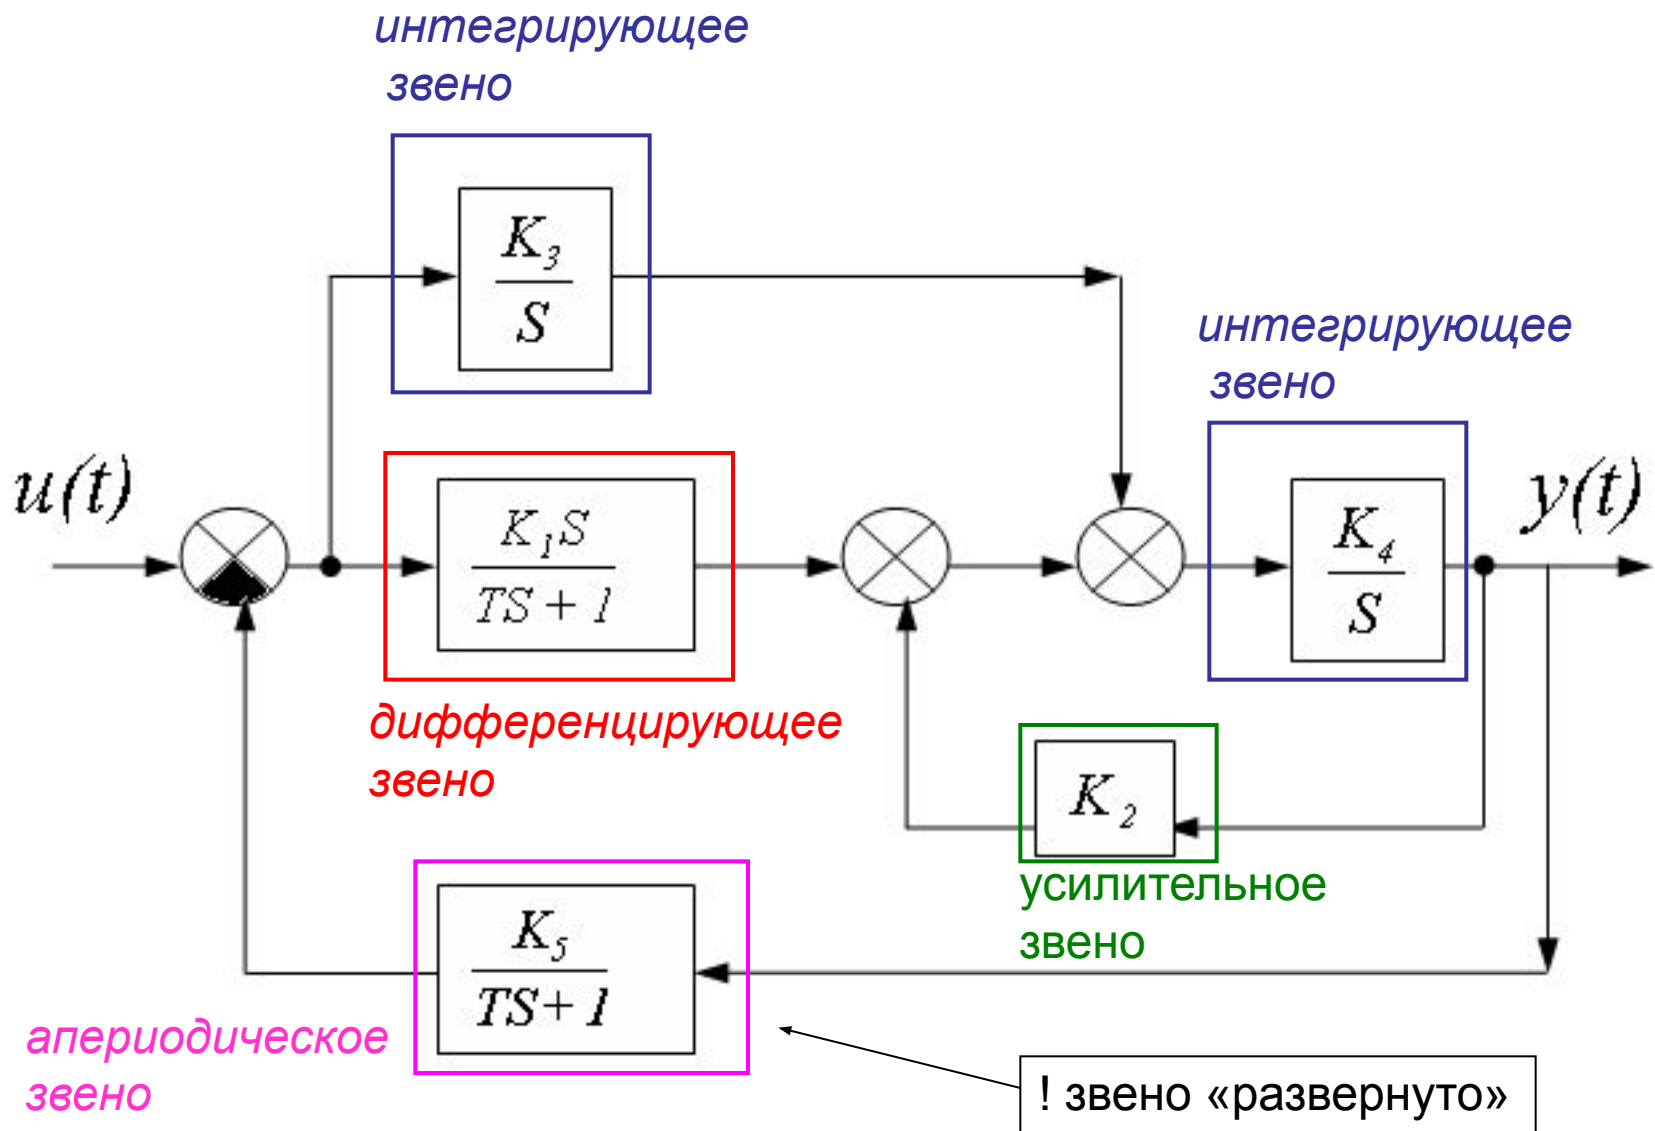 интегрирующее
звено
K₃
S
интегрирующее
звено
u(t)
K₁S
TS + 1
K₄
S
y(t)
дифференцирующее
звено
K₂
усилительное
звено
K₅
TS+ 1
апериодическое
звено
! звено «развернуто»